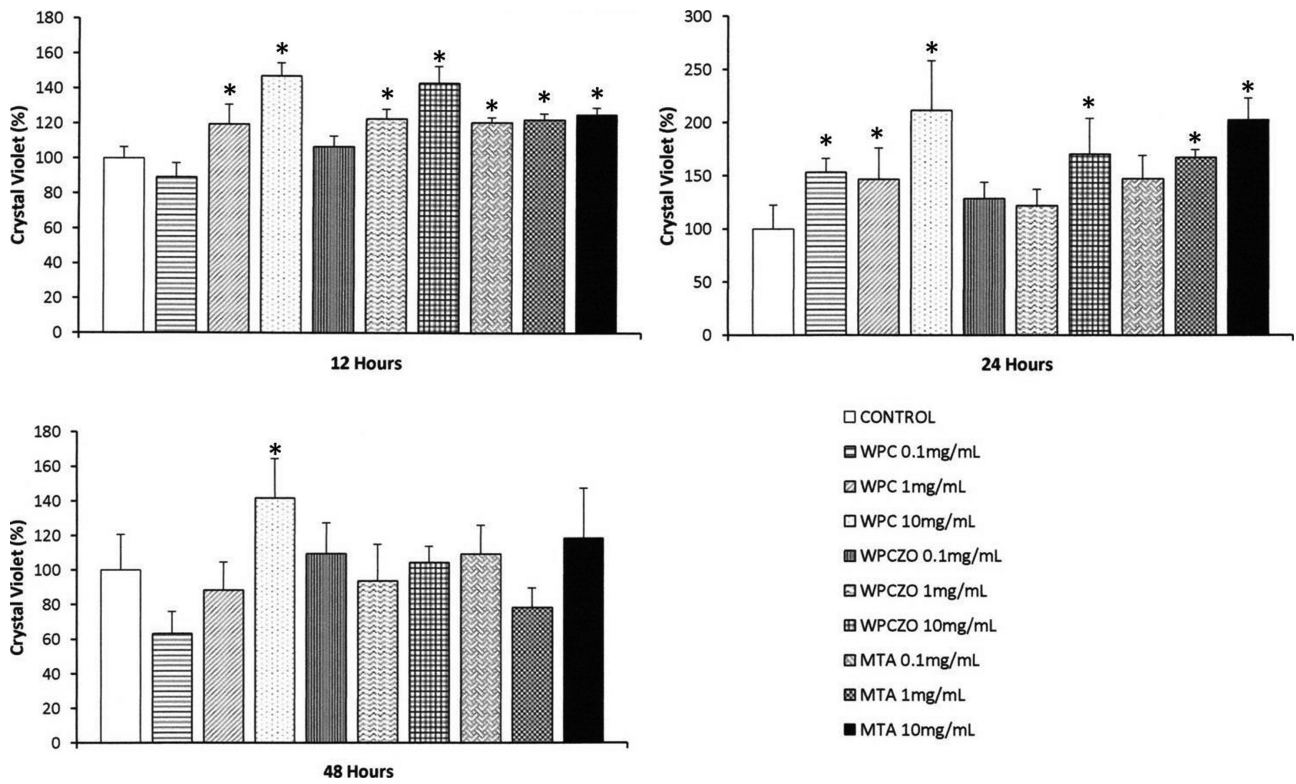 Crystal Violet (%)
180
160
140
120
100
80
60
40
20
0
* * * * * * *
12 Hours
Crystal Violet (%)
300
250
200
150
100
50
0
* * * * * *
24 Hours
Crystal Violet (%)
180
160
140
120
100
80
60
40
20
0
*
48 Hours
CONTROL
WPC 0.1mg/mL
WPC 1mg/mL
WPC 10mg/mL
WPCZO 0.1mg/mL
WPCZO 1mg/mL
WPCZO 10mg/mL
MTA 0.1mg/mL
MTA 1mg/mL
MTA 10mg/mL